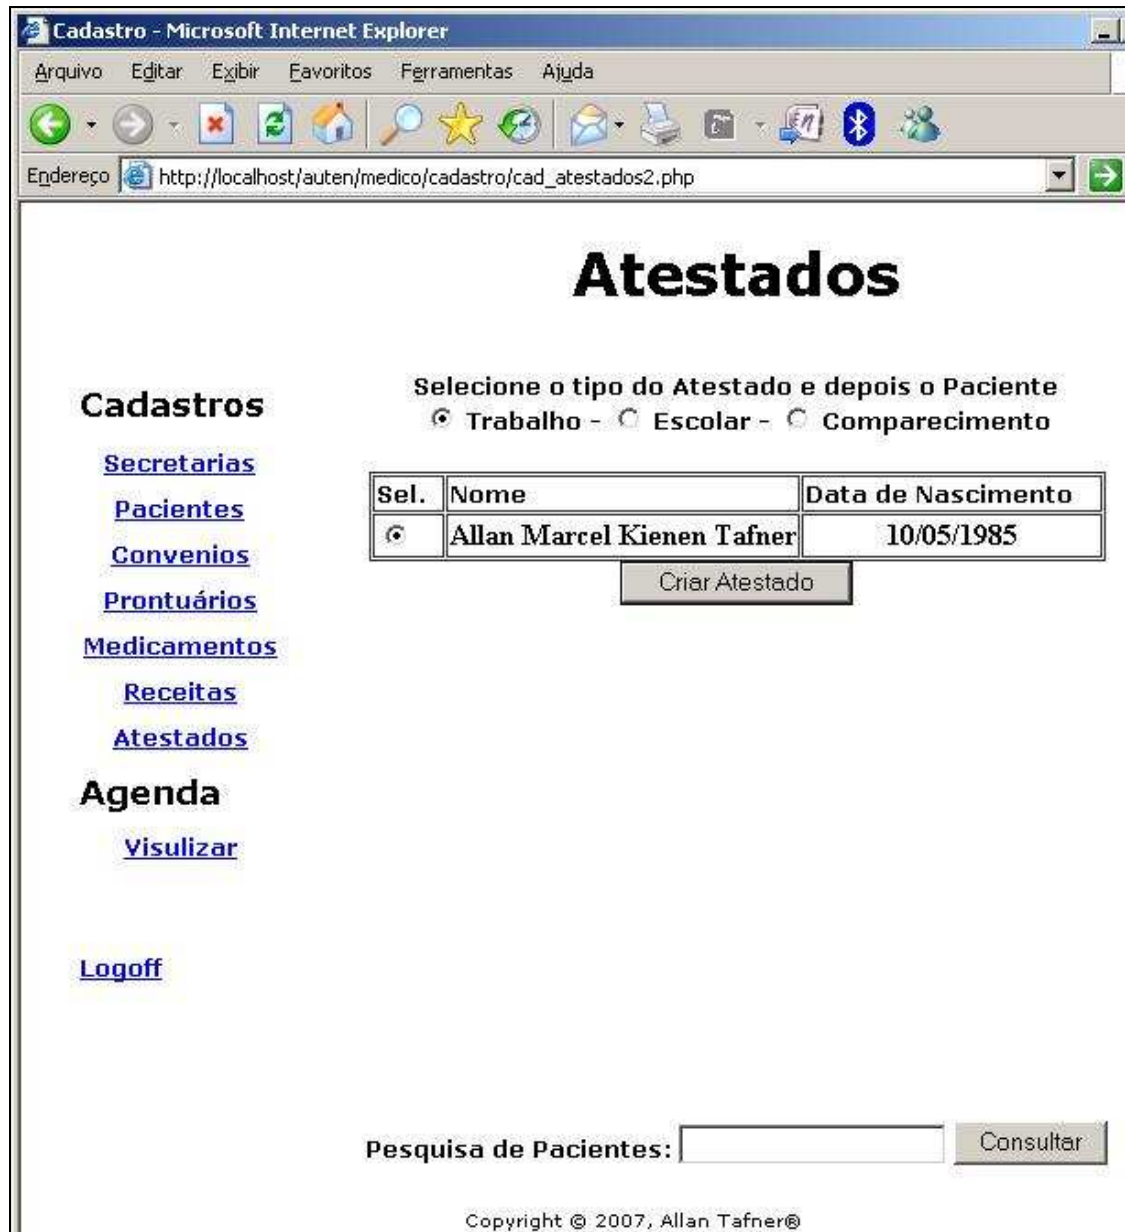 Cadastro - Microsoft Internet Explorer
Arquivo Editar Exibir Favoritos Ferramentas Ajuda
Endereço http://localhost/auten/medico/cadastro/cad_atestados2.php
Atestados
Selecione o tipo do Atestado e depois o Paciente
Trabalho - Escolar - Comparecimento
Sel. Nome Data de Nascimento
Allan Marcel Kienen Tafner 10/05/1985
Criar Atestado
Cadastros
Secretarias
Pacientes
Convenios
Prontuários
Medicamentos
Receitas
Atestados
Agenda
Visulizar
Logoff
Pesquisa de Pacientes: Consultar
Copyright © 2007, Allan Tafner®